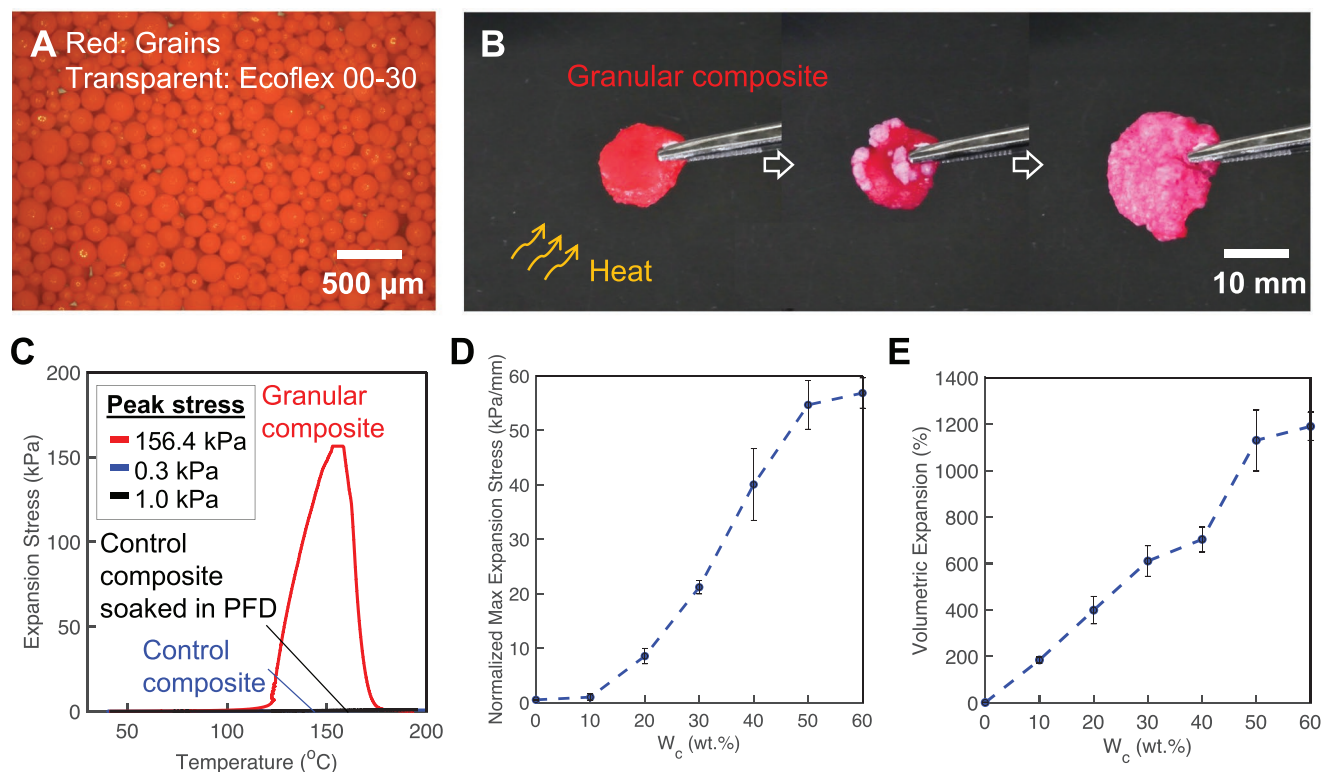 A Red: Grains
Transparent: Ecoflex 00-30
500 µm
B
Granular composite
Heat
10 mm
C
Expansion Stress (kPa)
200
150
100
50
0
50
100
150
200
Temperature (°C)
Peak stress
156.4 kPa
0.3 kPa
1.0 kPa
Granular
composite
Control
composite
soaked in PFD
Control
composite
D
Normalized Max Expansion Stress (kPa/mm)
60
50
40
30
20
10
0
0
10
20
30
40
50
60
Wc (wt.%)
E
Volumetric Expansion (%)
1400
1200
1000
800
600
400
200
0
0
10
20
30
40
50
60
Wc (wt.%)